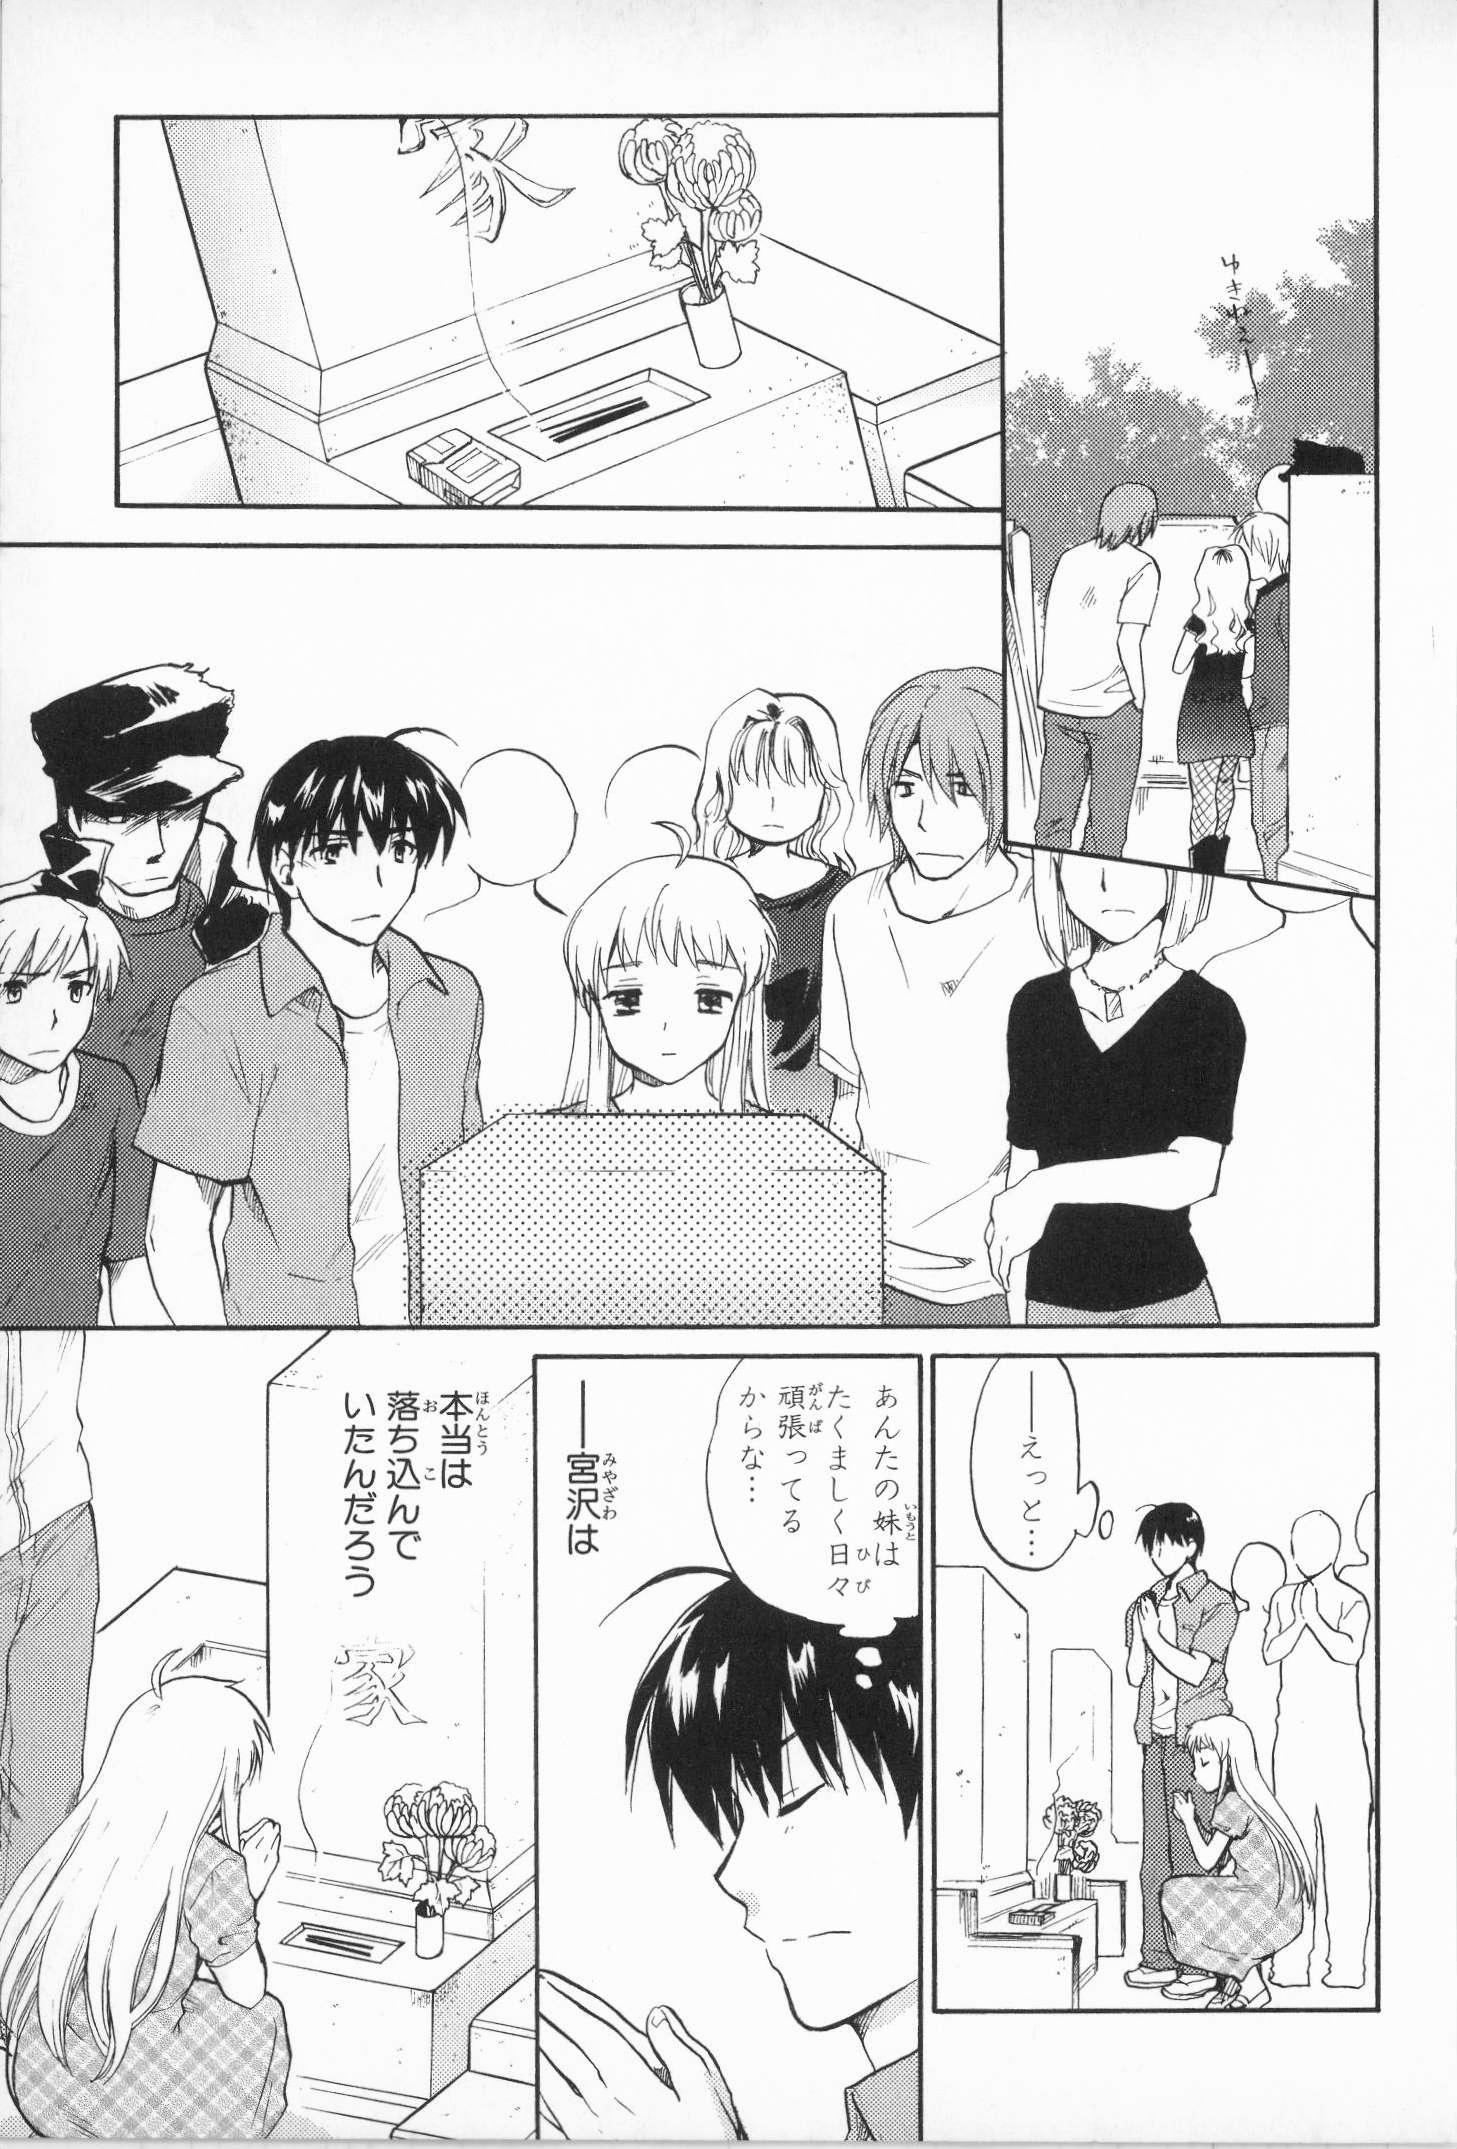 ゆきねぇ
家
――えっと…
あんたの妹は
たくましく日々
頑張ってる
からな…
――宮沢は
本当は
落ち込んで
いたんだろう
家